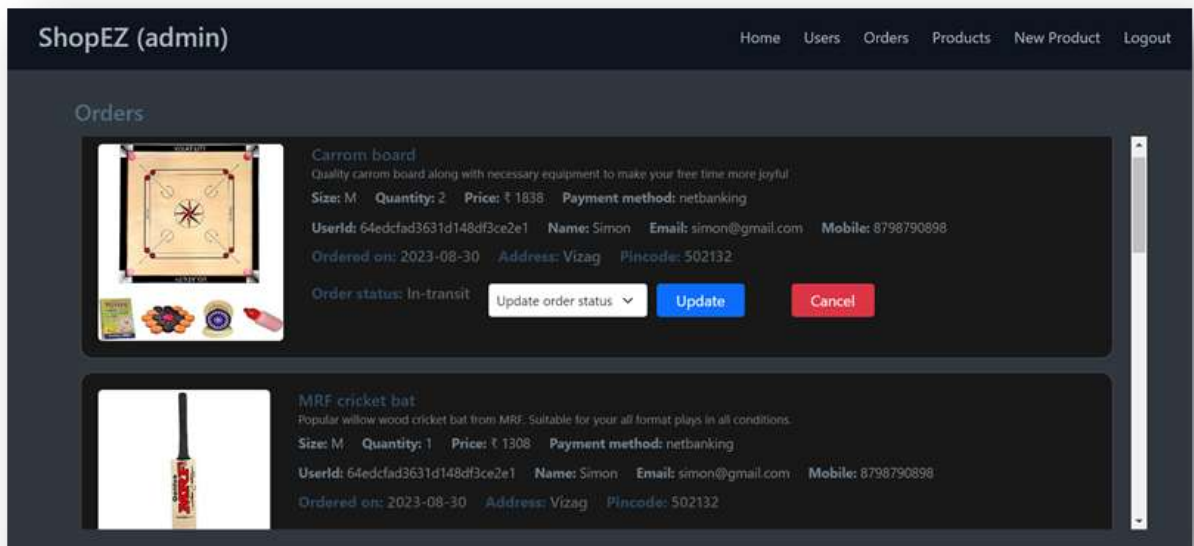 ShopEZ (admin)
Home Users Orders Products New Product Logout
Orders
Carrom board
Quality carrom board along with necessary equipment to make your free time more joyful
Size: M Quantity: 2 Price: ₹ 1838 Payment method: netbanking
UserId: 64edcfad3631d148df3ce2e1 Name: Simon Email: simon@gmail.com Mobile: 8798790898
Ordered on: 2023-08-30 Address: Vizag Pincode: 502132
Order status: In-transit Update order status Update Cancel
MRF cricket bat
Popular willow wood cricket bat from MRF. Suitable for your all format plays in all conditions.
Size: M Quantity: 1 Price: ₹ 1308 Payment method: netbanking
UserId: 64edcfad3631d148df3ce2e1 Name: Simon Email: simon@gmail.com Mobile: 8798790898
MRF
Ordered on: 2023-08-30 Address: Vizag Pincode: 502132